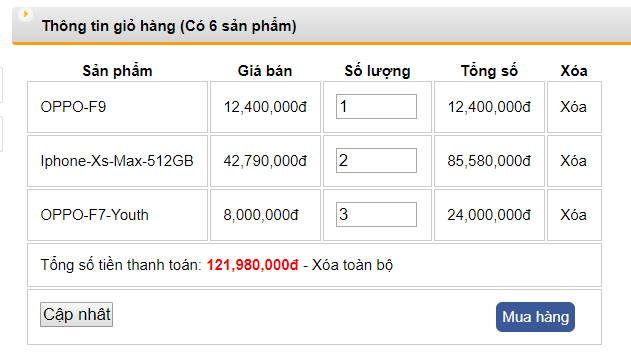 Thông tin giỏ hàng (Có 6 sản phẩm)
Sản phẩm Giá bán Số lượng Tổng số Xóa
OPPO-F9 12,400,000đ 1 12,400,000đ Xóa
Iphone-Xs-Max-512GB 42,790,000đ 2 85,580,000đ Xóa
OPPO-F7-Youth 8,000,000đ 3 24,000,000đ Xóa
Tổng số tiền thanh toán: 121,980,000đ - Xóa toàn bộ
Cập nhât Mua hàng